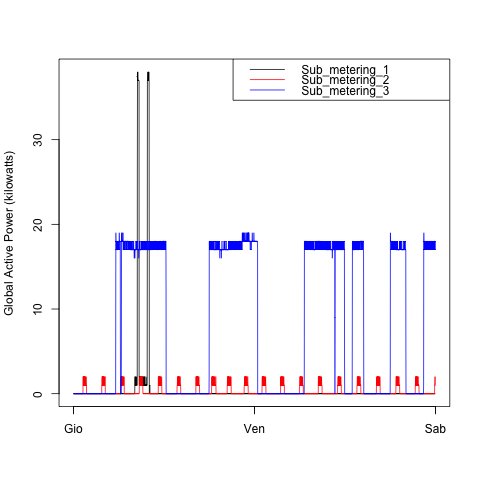 Sub_metering_1
Sub_metering_2
Sub_metering_3
Global Active Power (kilowatts)
30
20
10
0
Gio
Ven
Sab